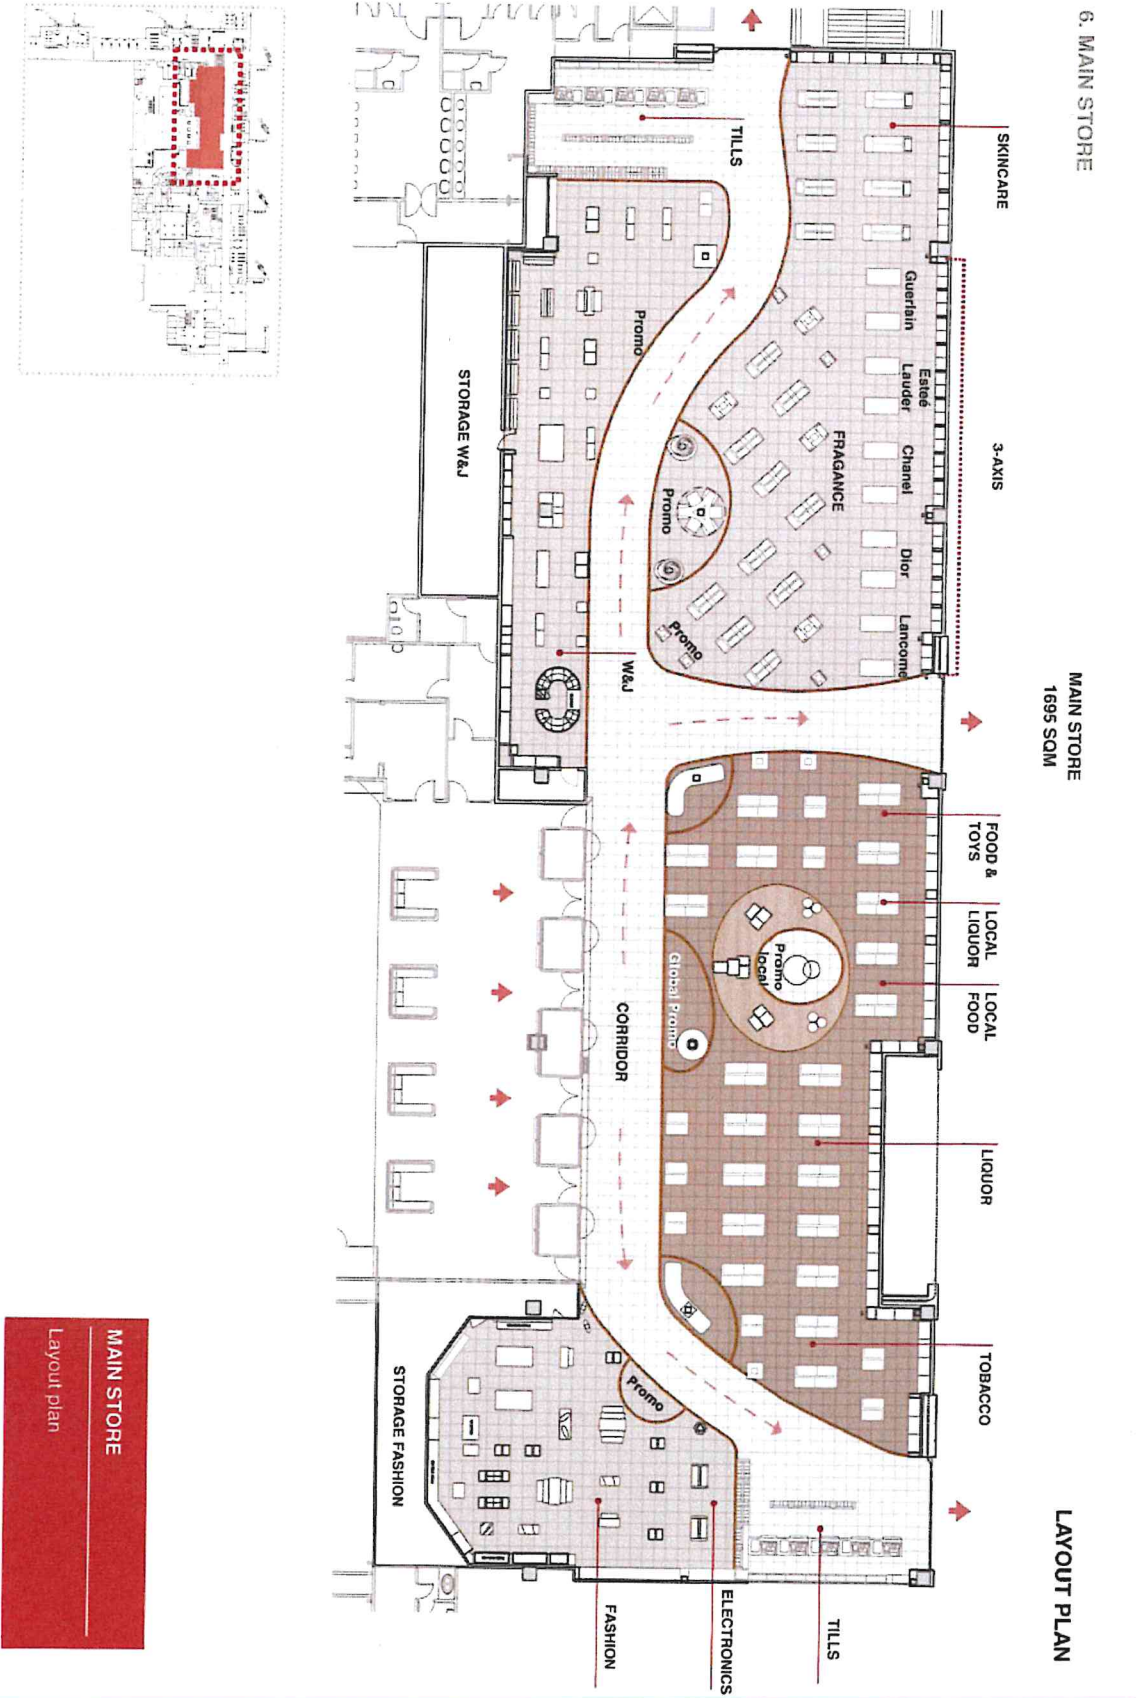 6. MAIN STORE
MAIN STORE
1695 SQM
LAYOUT PLAN
SKINCARE
3-AXIS
FOOD &
TOYS
LOCAL
LIQUOR
LOCAL
FOOD
LIQUOR
TOBACCO
Guerlain
Esteé
Lauder
Chanel
Dior
Lancome
FRAGANCE
TILLS
Promo
Promo
Promo
W&J
Promo
local
Global Promo
CORRIDOR
Promo
STORAGE W&J
STORAGE FASHION
TILLS
ELECTRONICS
FASHION
MAIN STORE
Layout plan